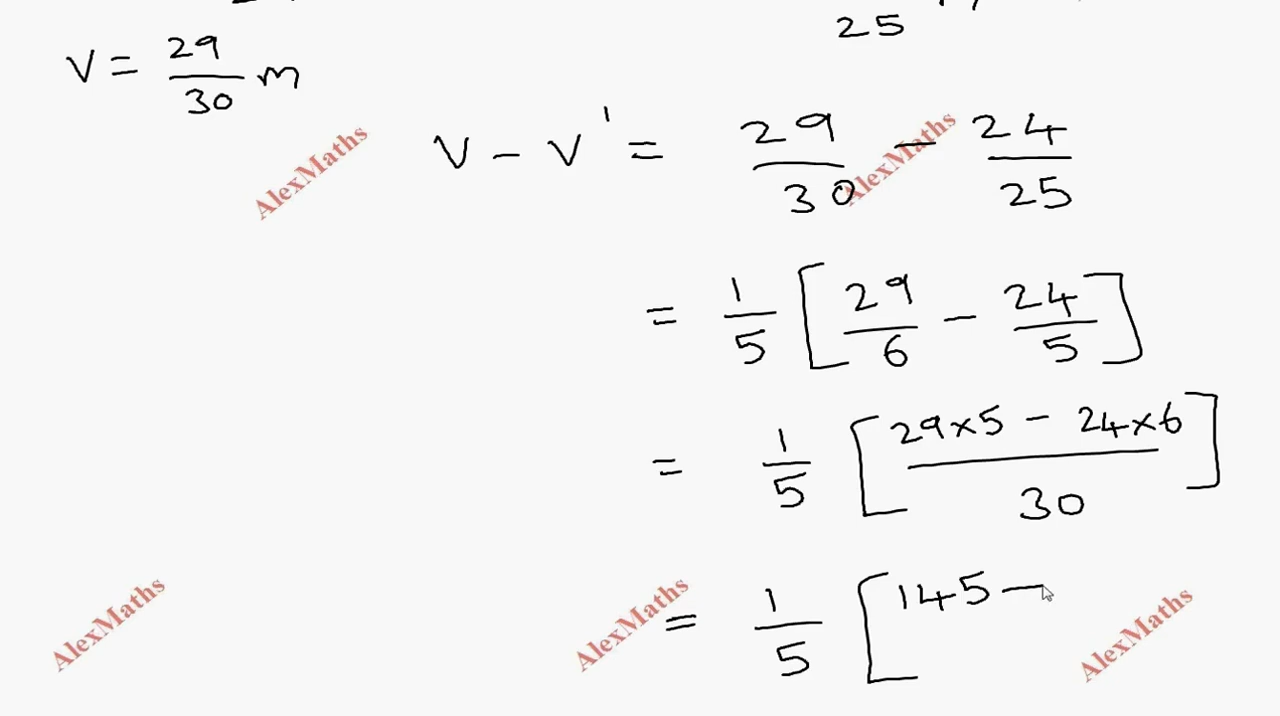 25
V = 29/30 m
V - V' = 29/30 - 24/25
= 1/5 [29/6 - 24/5]
= 1/5 [29×5 - 24×6 / 30]
= 1/5 [145 -
AlexMaths
AlexMaths
AlexMaths
AlexMaths
AlexMaths